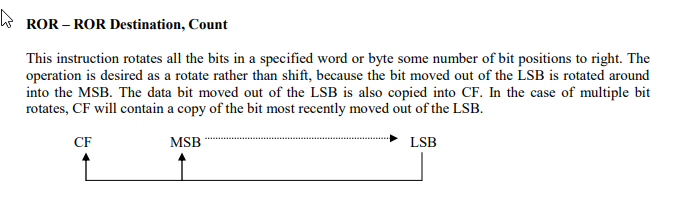 ROR – ROR Destination, Count
This instruction rotates all the bits in a specified word or byte some number of bit positions to right. The
operation is desired as a rotate rather than shift, because the bit moved out of the LSB is rotated around
into the MSB. The data bit moved out of the LSB is also copied into CF. In the case of multiple bit
rotates, CF will contain a copy of the bit most recently moved out of the LSB.
CF MSB LSB